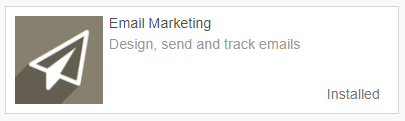 Email Marketing
Design, send and track emails
Installed